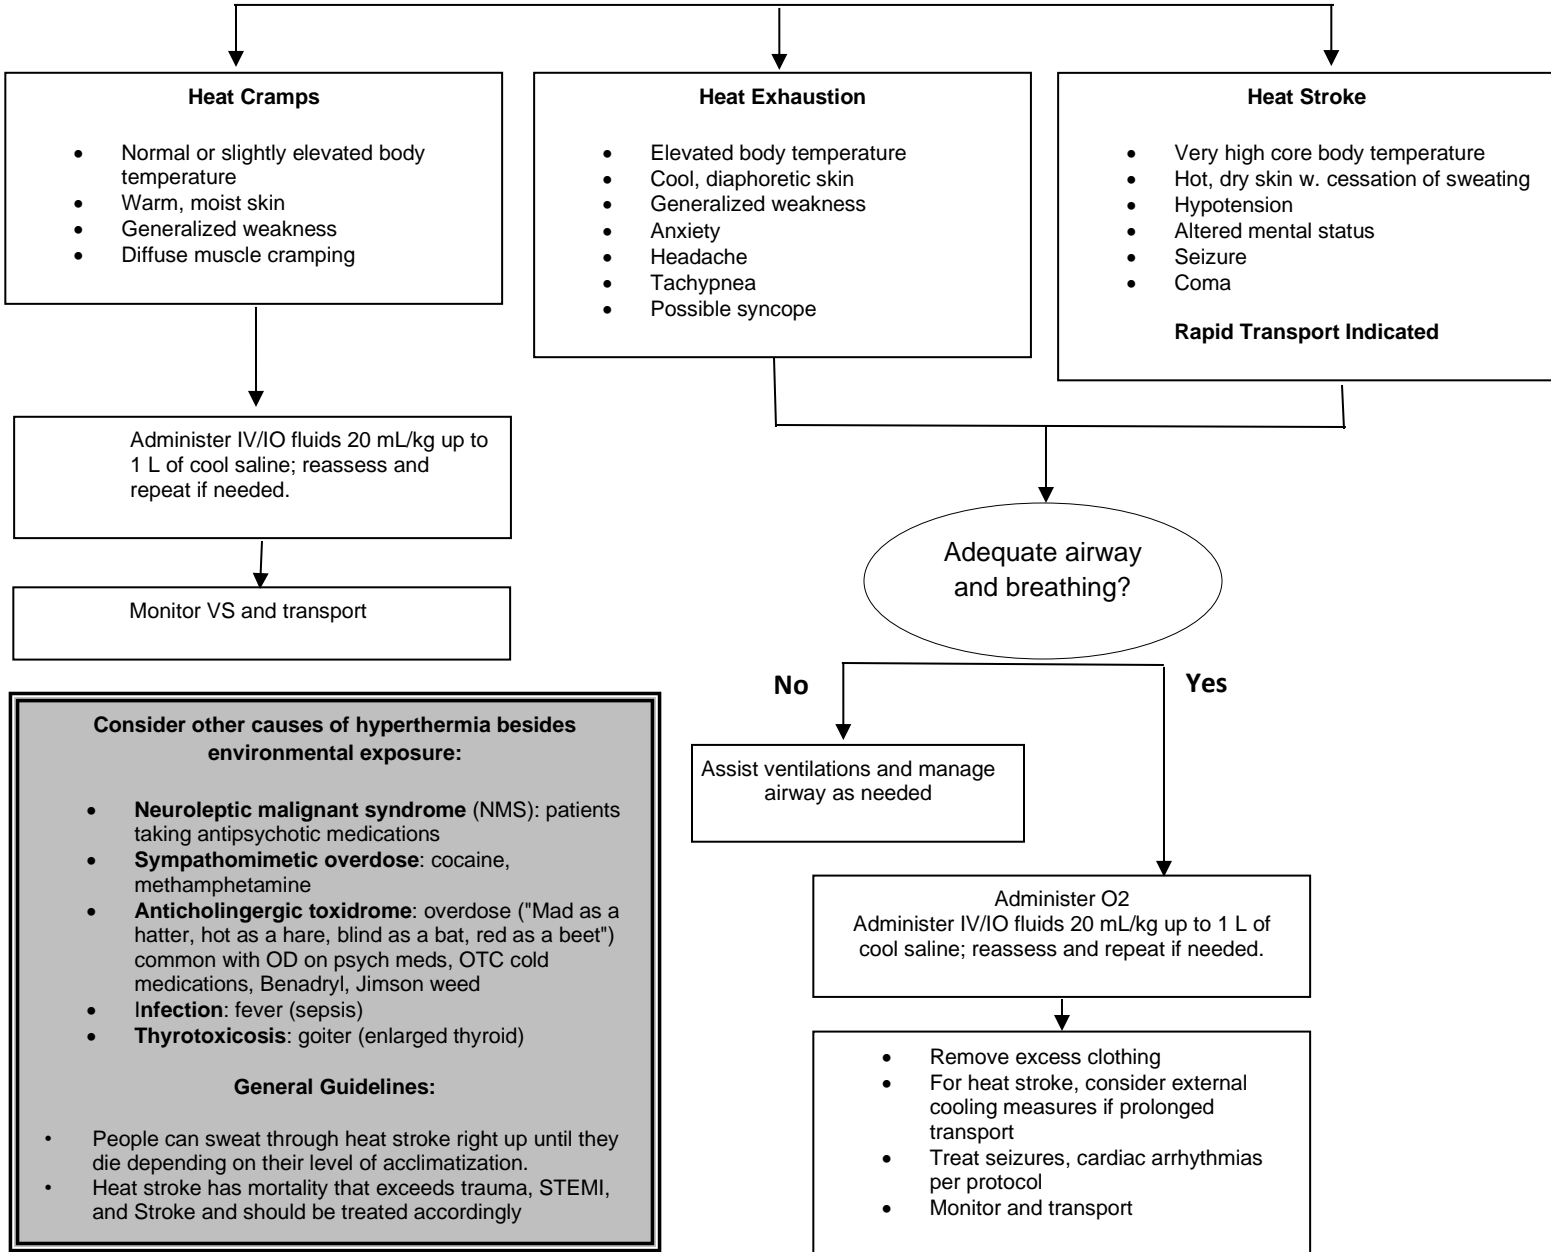 Heat Cramps
• Normal or slightly elevated body
temperature
• Warm, moist skin
• Generalized weakness
• Diffuse muscle cramping
Heat Exhaustion
• Elevated body temperature
• Cool, diaphoretic skin
• Generalized weakness
• Anxiety
• Headache
• Tachypnea
• Possible syncope
Heat Stroke
• Very high core body temperature
• Hot, dry skin w. cessation of sweating
• Hypotension
• Altered mental status
• Seizure
• Coma
Rapid Transport Indicated
Administer IV/IO fluids 20 mL/kg up to
1 L of cool saline; reassess and
repeat if needed.
Monitor VS and transport
Adequate airway
and breathing?
No
Yes
Assist ventilations and manage
airway as needed
Administer O2
Administer IV/IO fluids 20 mL/kg up to 1 L of
cool saline; reassess and repeat if needed.
• Remove excess clothing
• For heat stroke, consider external
cooling measures if prolonged
transport
• Treat seizures, cardiac arrhythmias
per protocol
• Monitor and transport
Consider other causes of hyperthermia besides
environmental exposure:
• Neuroleptic malignant syndrome (NMS): patients
taking antipsychotic medications
• Sympathomimetic overdose: cocaine,
methamphetamine
• Anticholingergic toxidrome: overdose ("Mad as a
hatter, hot as a hare, blind as a bat, red as a beet")
common with OD on psych meds, OTC cold
medications, Benadryl, Jimson weed
• Infection: fever (sepsis)
• Thyrotoxicosis: goiter (enlarged thyroid)
General Guidelines:
• People can sweat through heat stroke right up until they
die depending on their level of acclimatization.
• Heat stroke has mortality that exceeds trauma, STEMI,
and Stroke and should be treated accordingly